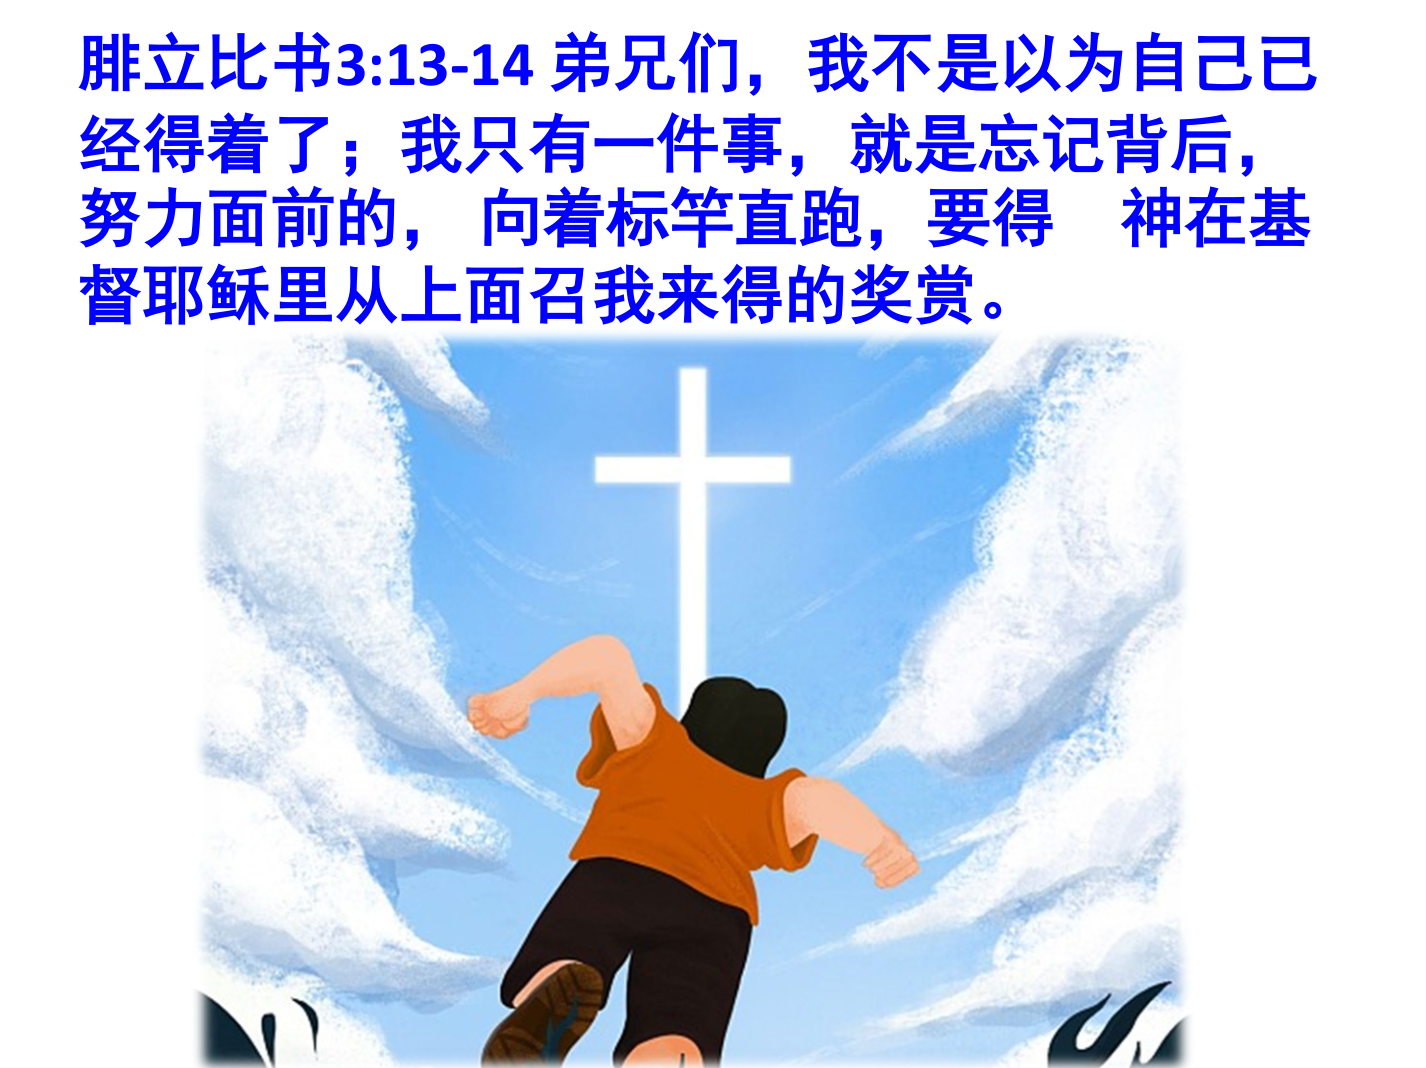 腓立比书3:13-14 弟兄们，我不是以为自己已
经得着了；我只有一件事，就是忘记背后，
努力面前的， 向着标竿直跑，要得　神在基
督耶稣里从上面召我来得的奖赏。